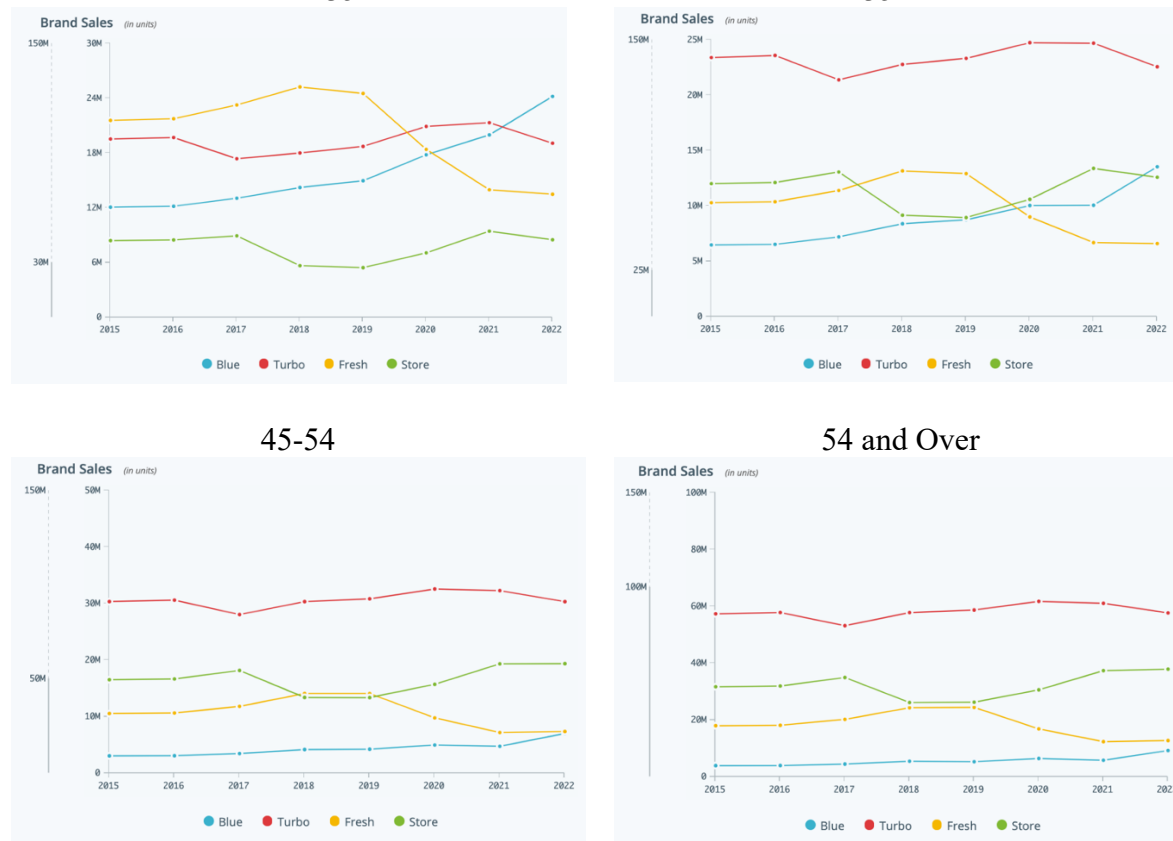 Brand Sales (in units)
150M 30M
24M
18M
12M
30M 6M
0
2015 2016 2017 2018 2019 2020 2021 2022
Blue Turbo Fresh Store
Brand Sales (in units)
150M 25M
20M
15M
10M
25M 5M
0
2015 2016 2017 2018 2019 2020 2021 2022
Blue Turbo Fresh Store
45-54
Brand Sales (in units)
150M 50M
40M
30M
20M
50M
10M
0
2015 2016 2017 2018 2019 2020 2021 2022
Blue Turbo Fresh Store
54 and Over
Brand Sales (in units)
150M 100M
80M
100M
60M
40M
20M
0
2015 2016 2017 2018 2019 2020 2021 202
Blue Turbo Fresh Store